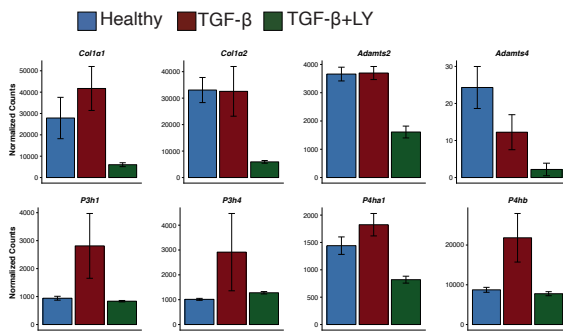 Healthy TGF-β TGF-β+LY
Col1α1 Col1α2 Adamts2 Adamts4
Normalized Counts
50000 40000 30000 20000 10000 0
40000 30000 20000 10000 0
4000 3000 2000 1000 0
30 20 10 0
P3h1 P3h4 P4ha1 P4hb
Normalized Counts
4000 3000 2000 1000 0
4000 3000 2000 1000 0
2000 1500 1000 500 0
20000 10000 0